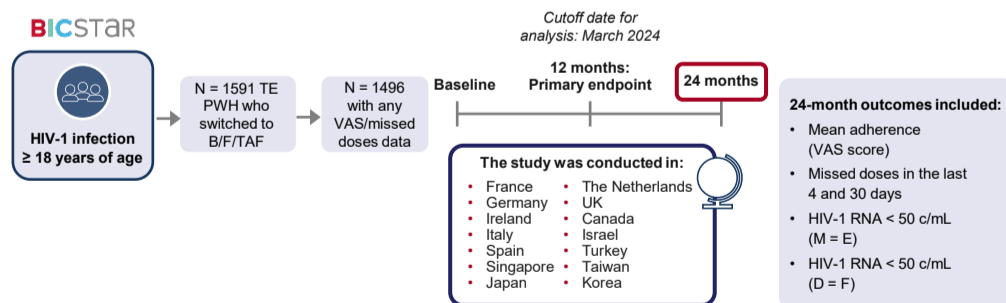 BICSTaR
HIV-1 infection
≥ 18 years of age
N = 1591 TE
PWH who
switched to
B/F/TAF
N = 1496
with any
VAS/missed
doses data
Cutoff date for
analysis: March 2024
Baseline
12 months:
Primary endpoint
24 months
The study was conducted in:
• France
• Germany
• Ireland
• Italy
• Spain
• Singapore
• Japan
• The Netherlands
• UK
• Canada
• Israel
• Turkey
• Taiwan
• Korea
24-month outcomes included:
• Mean adherence
(VAS score)
• Missed doses in the last
4 and 30 days
• HIV-1 RNA < 50 c/mL
(M = E)
• HIV-1 RNA < 50 c/mL
(D = F)